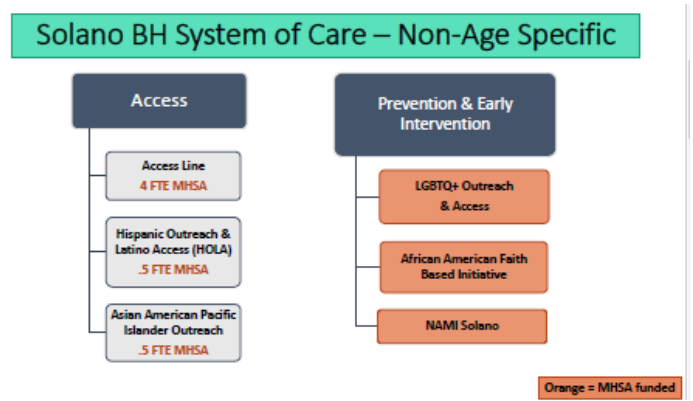 Solano BH System of Care – Non-Age Specific
Access
Access Line
4 FTE MHSA
Hispanic Outreach &
Latino Access (HOLA)
.5 FTE MHSA
Asian American Pacific
Islander Outreach
.5 FTE MHSA
Prevention & Early
Intervention
LGBTQ+ Outreach
& Access
African American Faith
Based Initiative
NAMI Solano
Orange = MHSA funded